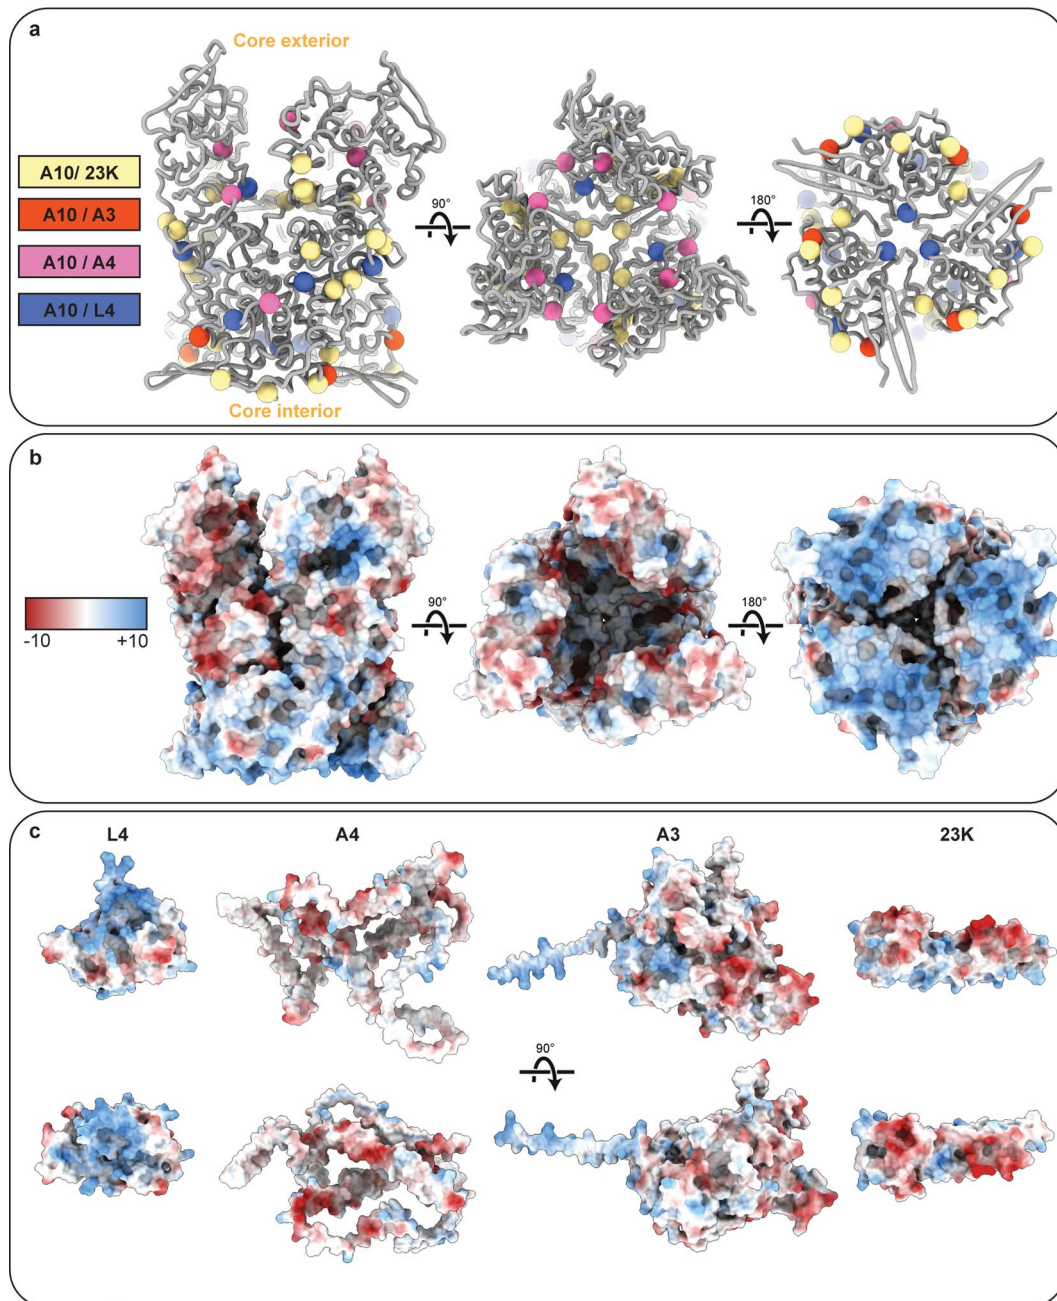 a
Core exterior
A10/ 23K
A10 / A3
A10 / A4
A10 / L4
90°
180°
Core interior
b
-10 +10
90°
180°
c
L4 A4 A3 23K
90°